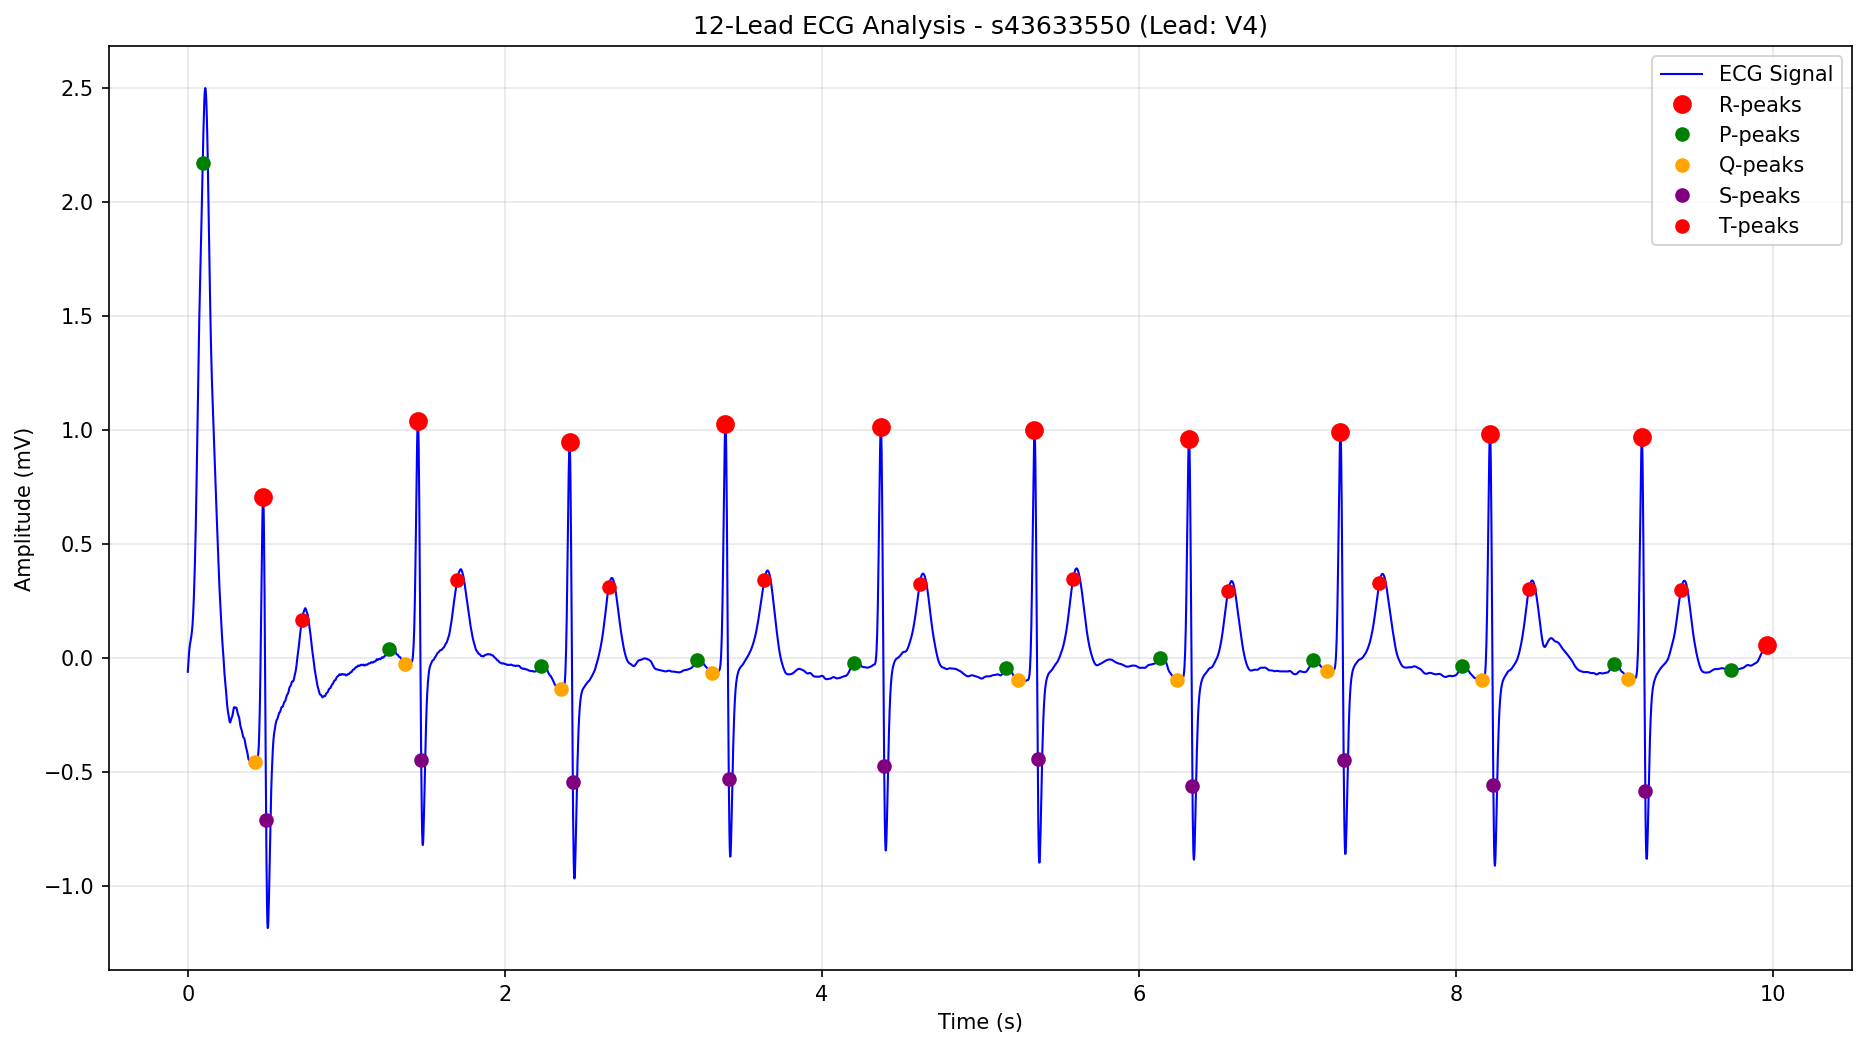 12-Lead ECG Analysis - s43633550 (Lead: V4)
ECG Signal
R-peaks
P-peaks
Q-peaks
S-peaks
T-peaks
Amplitude (mV)
2.5
2.0
1.5
1.0
0.5
0.0
−0.5
−1.0
0 2 4 6 8 10
Time (s)